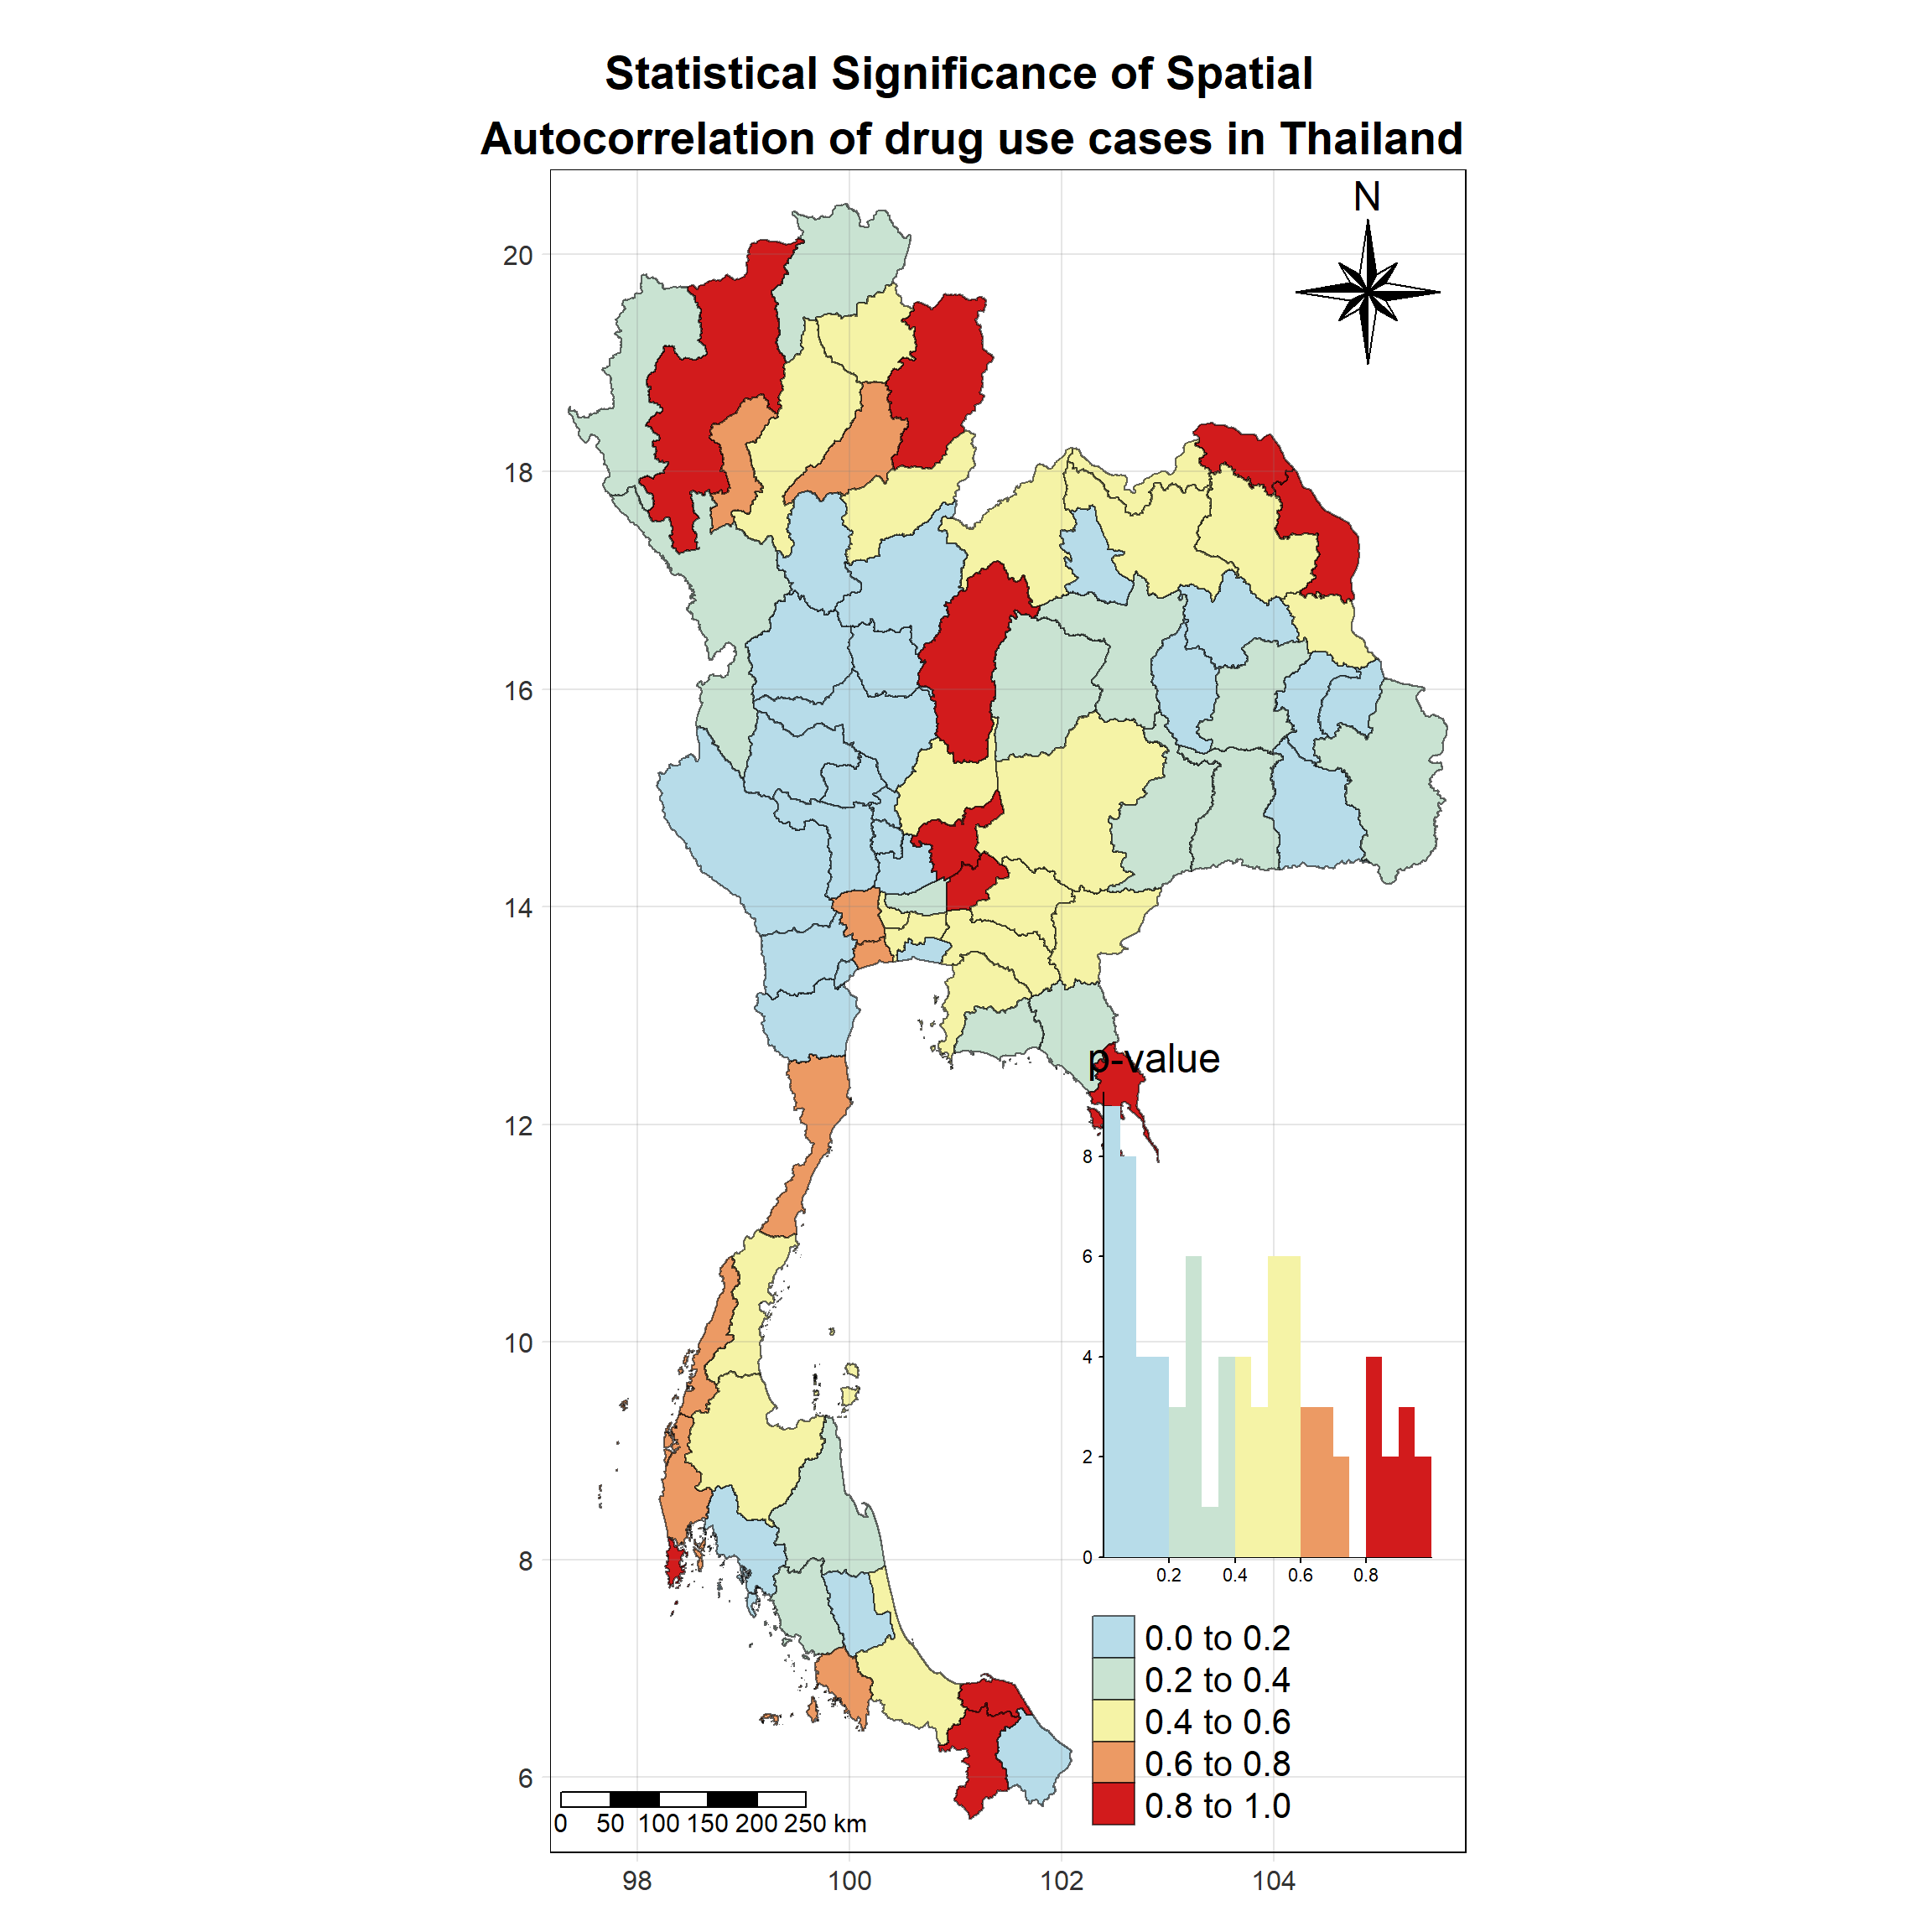 Statistical Significance of Spatial
Autocorrelation of drug use cases in Thailand
N
20
18
16
14
12
10
8
6
98
100
102
104
p-value
8
6
4
2
0
0.2
0.4
0.6
0.8
0.0 to 0.2
0.2 to 0.4
0.4 to 0.6
0.6 to 0.8
0.8 to 1.0
0 50 100 150 200 250 km